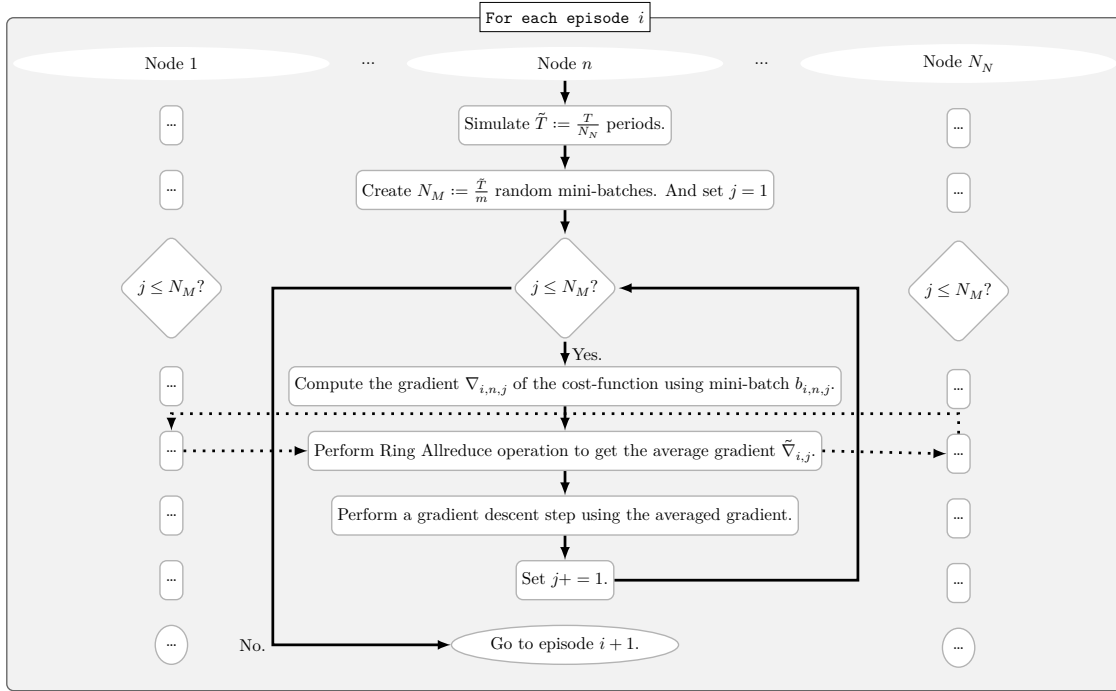 For each episode i
Node 1 ... Node n ... Node N_N
... Simulate T̃ := T/N_N periods. ...
... Create N_M := T̃/m random mini-batches. And set j = 1 ...
j ≤ N_M? j ≤ N_M? j ≤ N_M?
Yes.
... Compute the gradient ∇_{i,n,j} of the cost-function using mini-batch b_{i,n,j}. ...
... Perform Ring Allreduce operation to get the average gradient ∇̃_{i,j}. ...
... Perform a gradient descent step using the averaged gradient. ...
... Set j+ = 1. ...
... No. Go to episode i + 1. ...